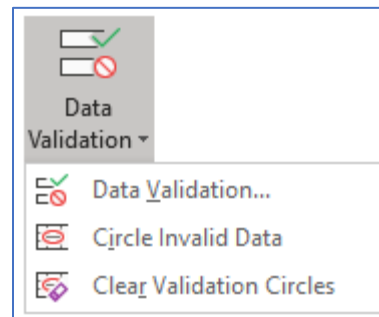 Data
Validation
Data Validation...
Circle Invalid Data
Clear Validation Circles